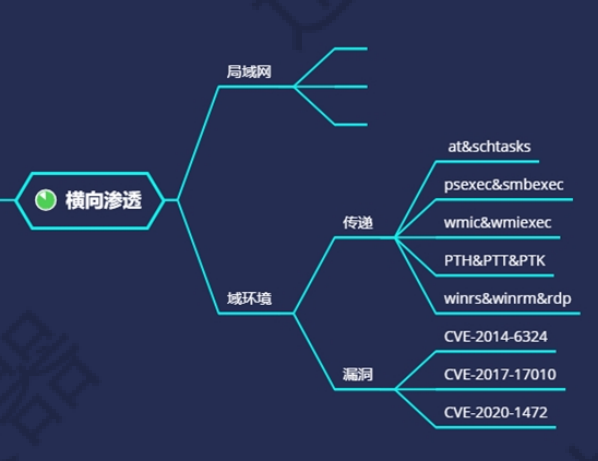 局域网
横向渗透
域环境
传递
at&schtasks
psexec&smbexec
wmic&wmiexec
PTH&PTT&PTK
winrs&winrm&rdp
漏洞
CVE-2014-6324
CVE-2017-17010
CVE-2020-1472